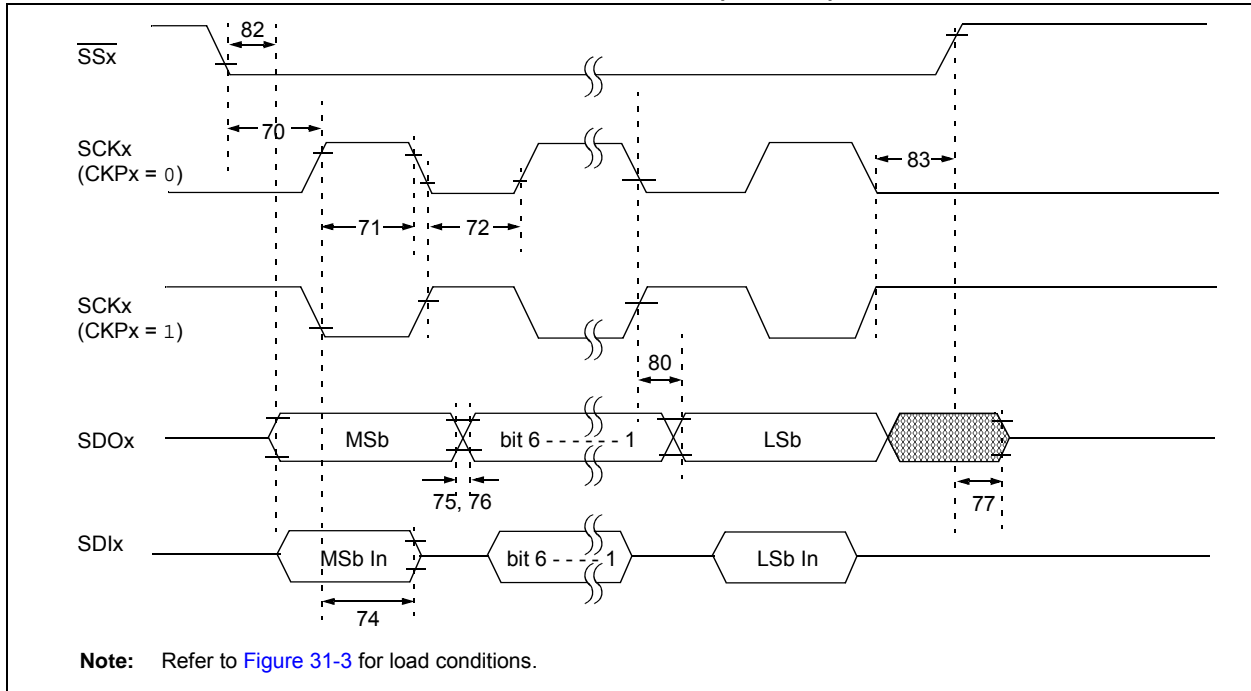 82
SSx
70
SCKx
(CKPx = 0)
83
71
72
SCKx
(CKPx = 1)
80
SDOx
MSb
bit 6 - - - - - - 1
LSb
75, 76
77
SDIx
MSb In
bit 6 - - - - 1
LSb In
74
Note: Refer to Figure 31-3 for load conditions.